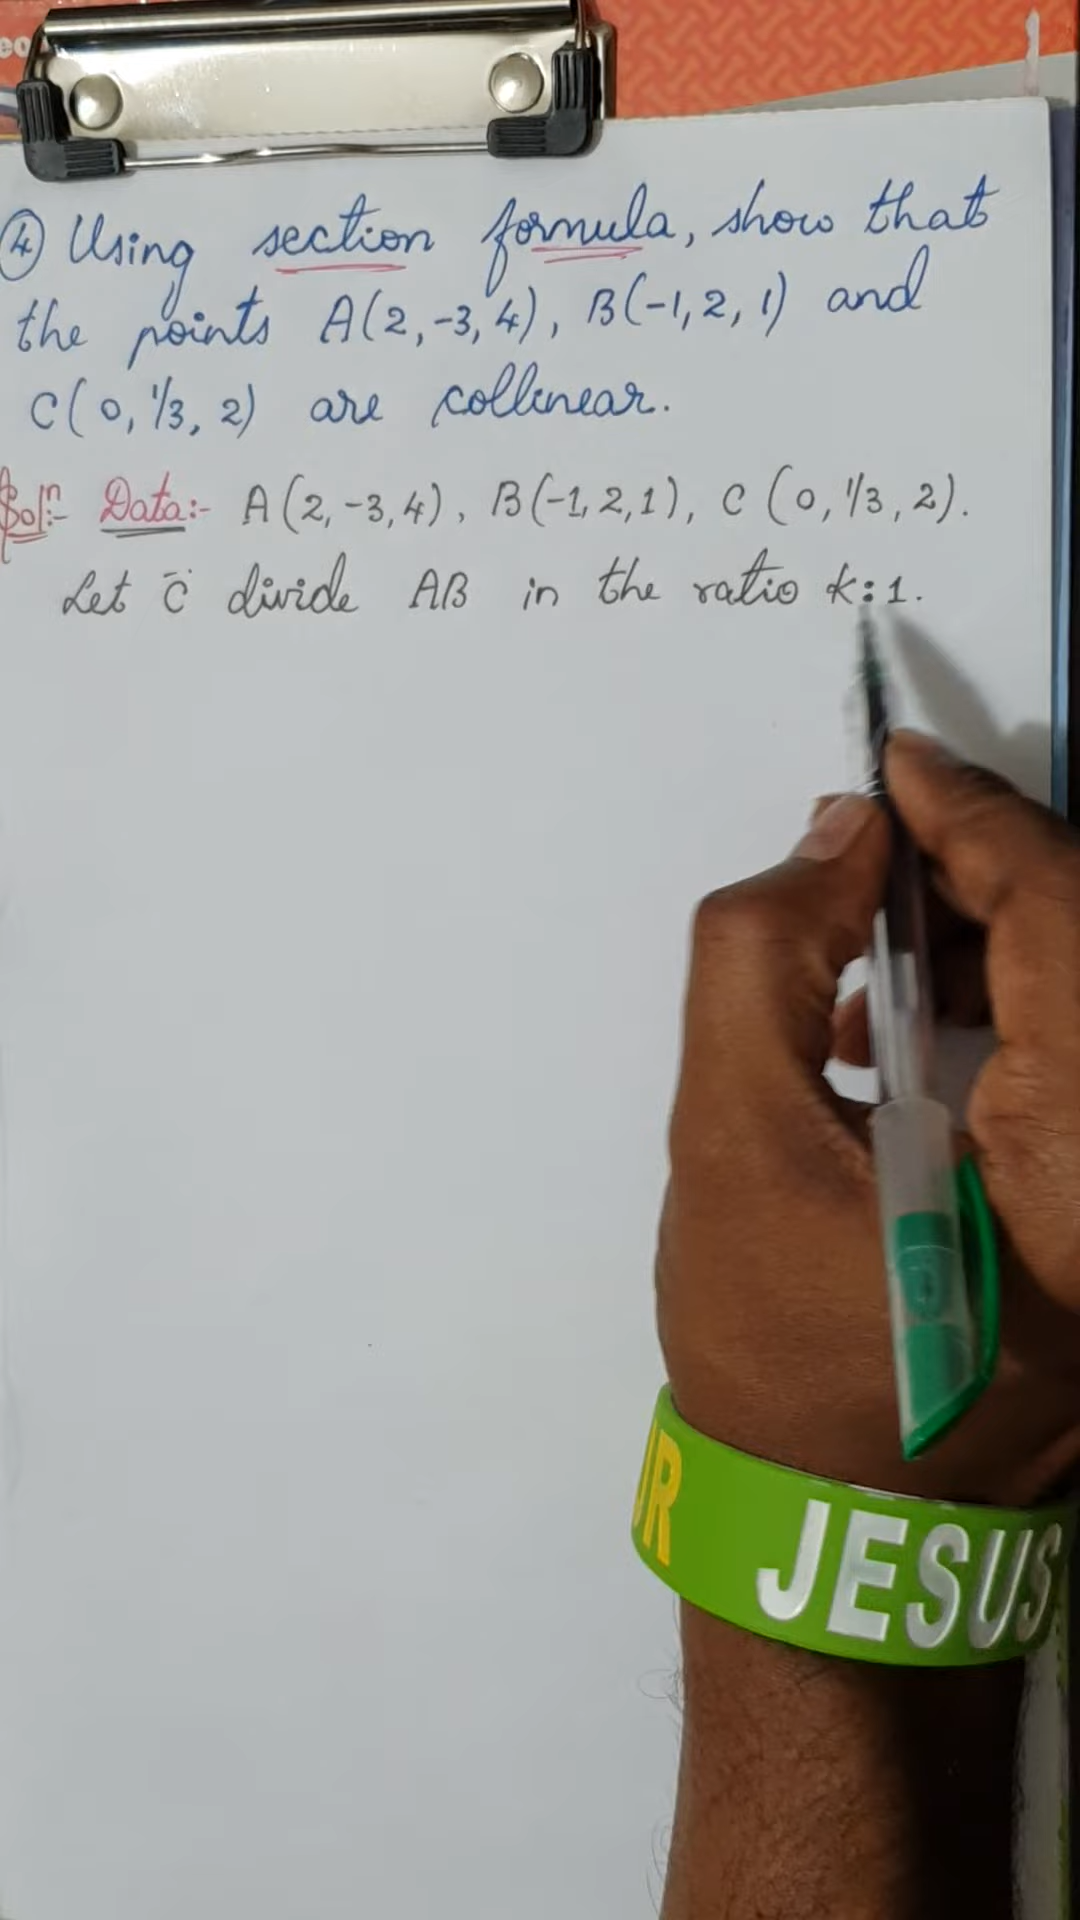 ④ Using section formula, show that
the points A(2,-3,4), B(-1,2,1) and
C(0,1/3,2) are collinear.
Solⁿ:- Data:- A(2,-3,4), B(-1,2,1), C(0,1/3,2).
Let 'C' divide AB in the ratio k:1.
JESUS